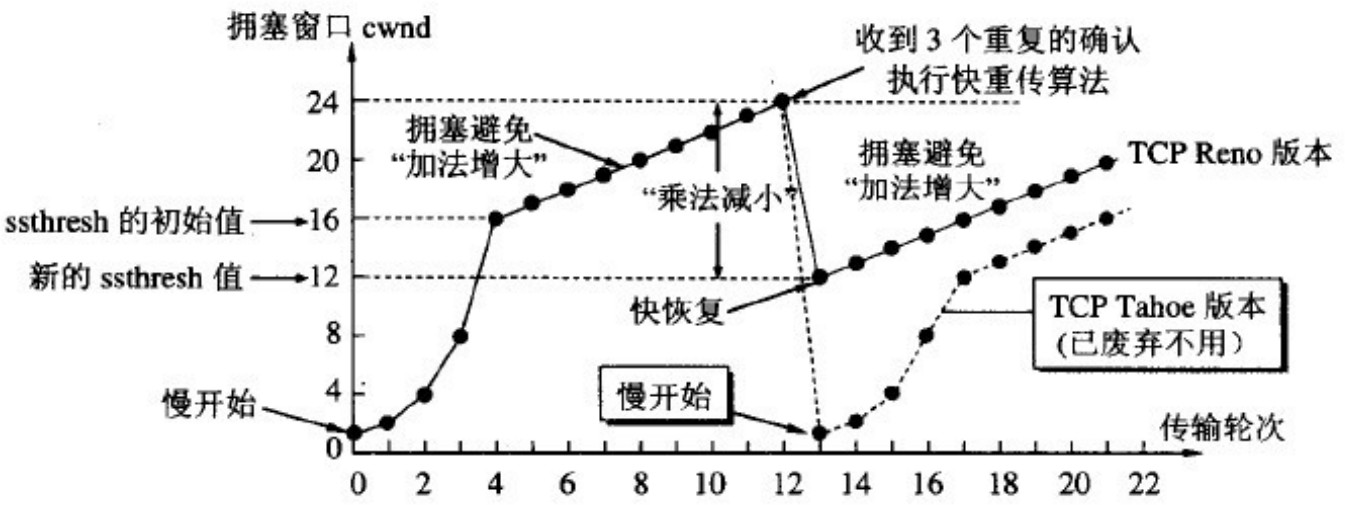 拥塞窗口 cwnd
收到 3 个重复的确认
执行快重传算法
24
拥塞避免
“加法增大”
拥塞避免
“加法增大”
TCP Reno 版本
20
“乘法减小”
ssthresh 的初始值
16
新的 ssthresh 值
12
快恢复
TCP Tahoe 版本
(已废弃不用)
8
慢开始
4
慢开始
传输轮次
0
0 2 4 6 8 10 12 14 16 18 20 22